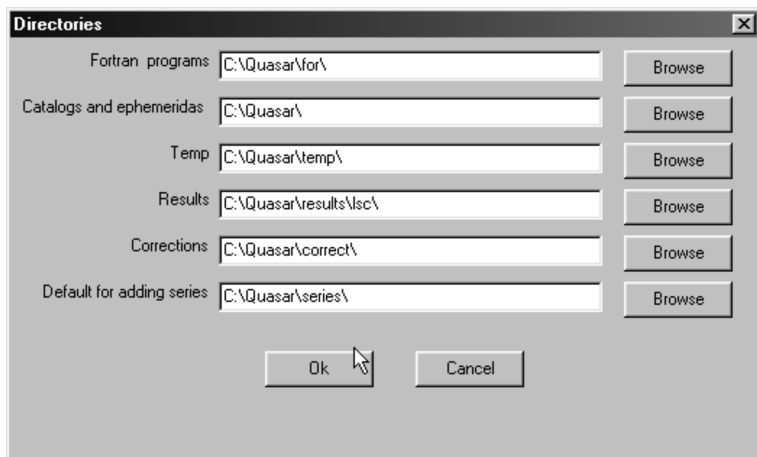 Directories
Fortran programs C:\Quasar\for\ Browse
Catalogs and ephemeridas C:\Quasar\ Browse
Temp C:\Quasar\temp\ Browse
Results C:\Quasar\results\lsc\ Browse
Corrections C:\Quasar\correct\ Browse
Default for adding series C:\Quasar\series\ Browse
Ok Cancel